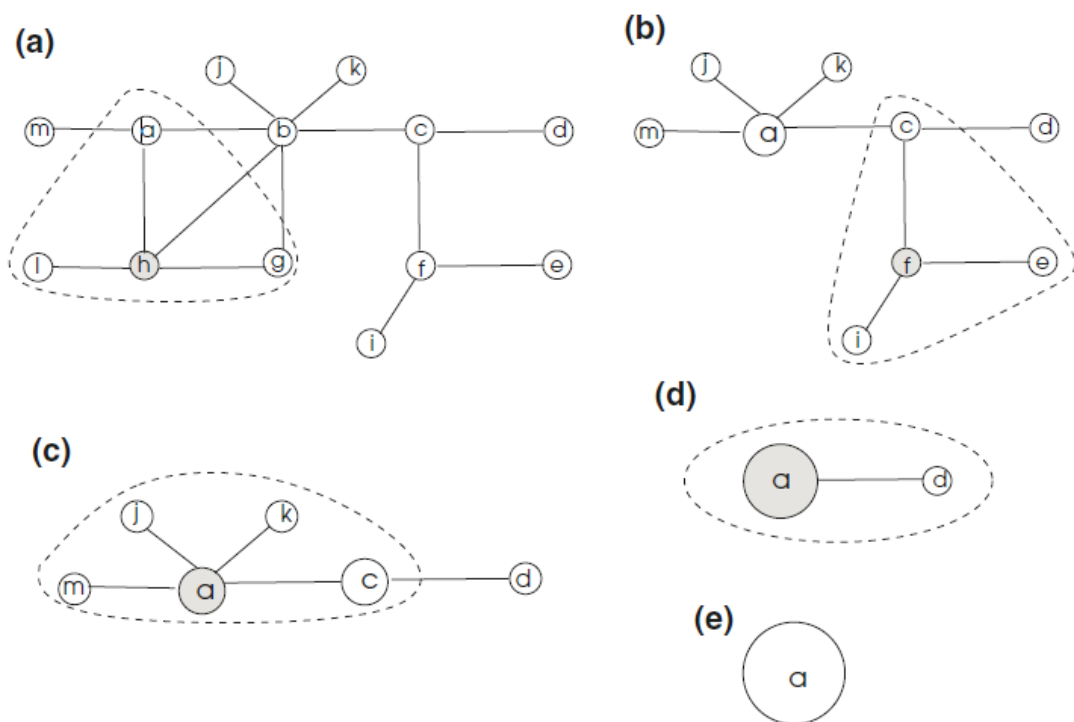 (a)
j k
m a b c d
l h g f e
i
(b)
j k
m a c d
f e
i
(c)
j k
m a c d
(d)
a d
(e)
a